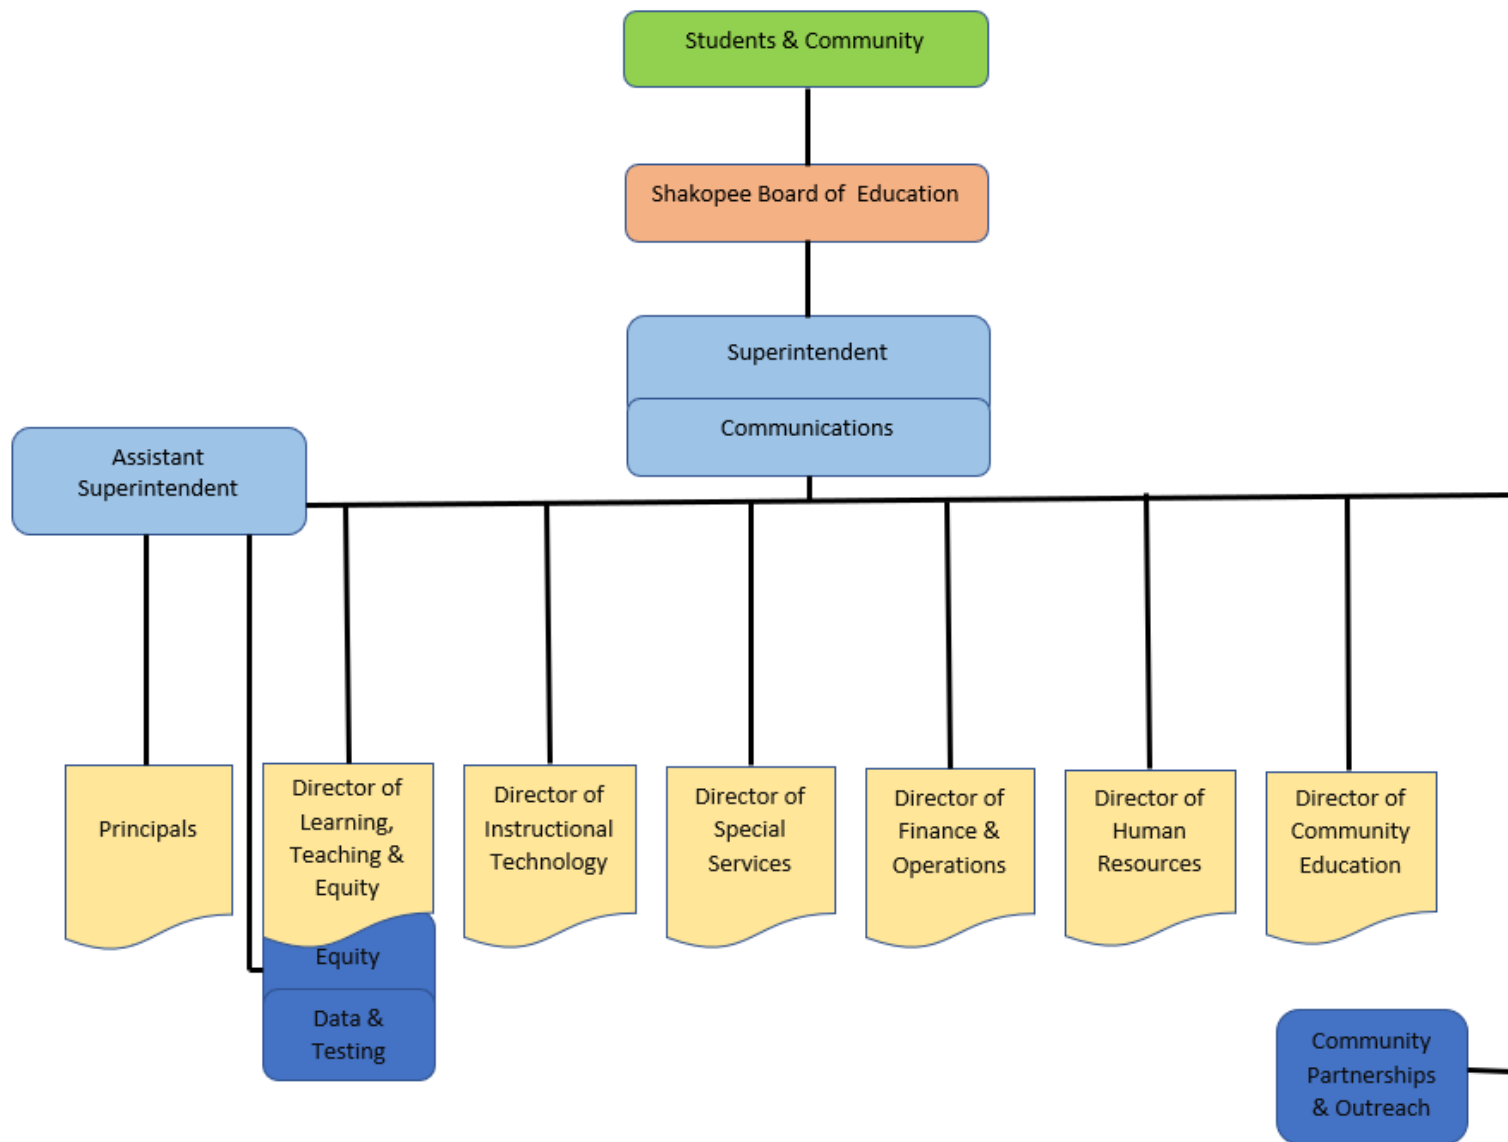 Students & Community
Shakopee Board of Education
Superintendent
Communications
Assistant
Superintendent
Principals
Director of
Learning,
Teaching &
Equity
Director of
Instructional
Technology
Director of
Special
Services
Director of
Finance &
Operations
Director of
Human
Resources
Director of
Community
Education
Equity
Data &
Testing
Community
Partnerships
& Outreach